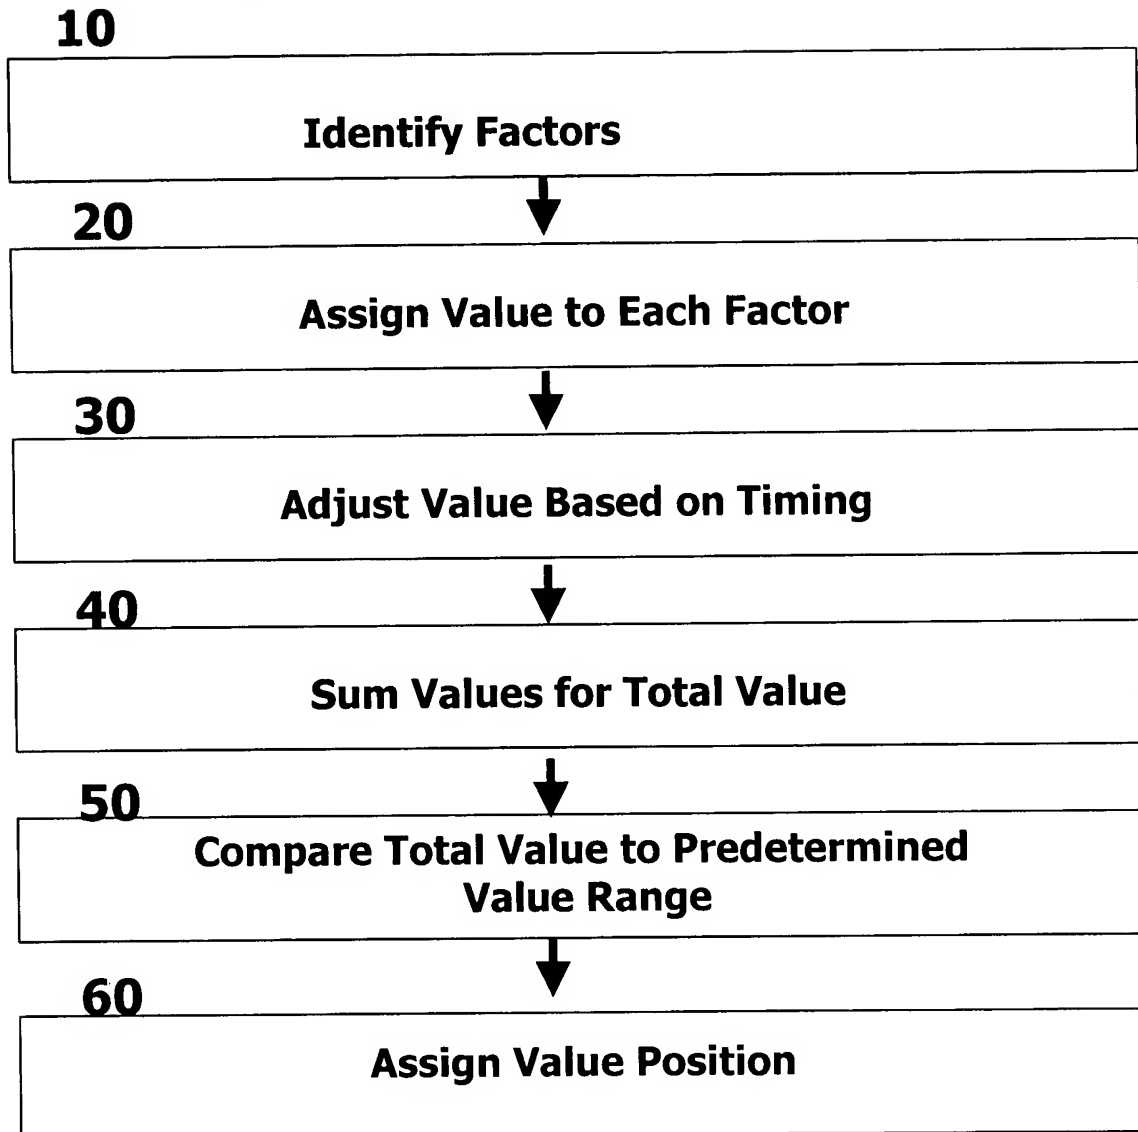 10
Identify Factors
20
Assign Value to Each Factor
30
Adjust Value Based on Timing
40
Sum Values for Total Value
50
Compare Total Value to Predetermined
Value Range
60
Assign Value Position